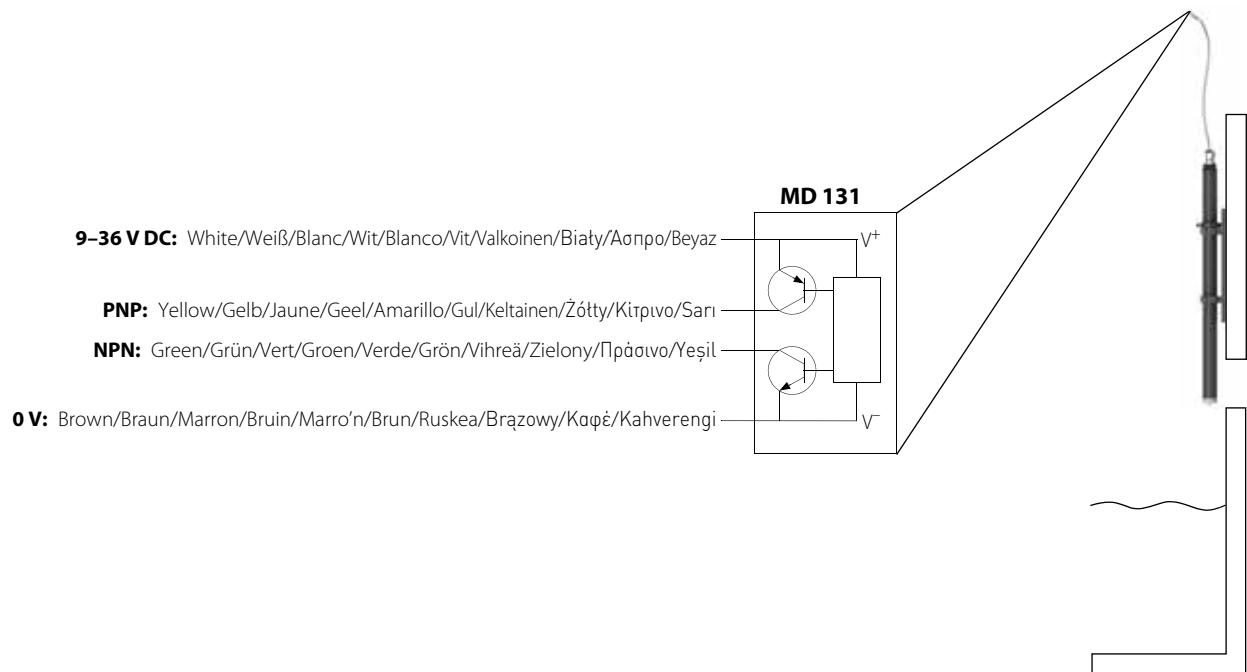 MD 131
9–36 V DC: White/Weiß/Blanc/Wit/Blanco/Vit/Valkoinen/Biały/Άσπρο/Beyaz
V+
PNP: Yellow/Gelb/Jaune/Geel/Amarillo/Gul/Keltainen/Żółty/Κίτρινο/Sarı
NPN: Green/Grün/Vert/Groen/Verde/Grön/Vihreä/Zielony/Πράσινο/Yeşil
0 V: Brown/Braun/Marron/Bruin/Marro'n/Brun/Ruskea/Brązowy/Καφέ/Kahverengi
V−